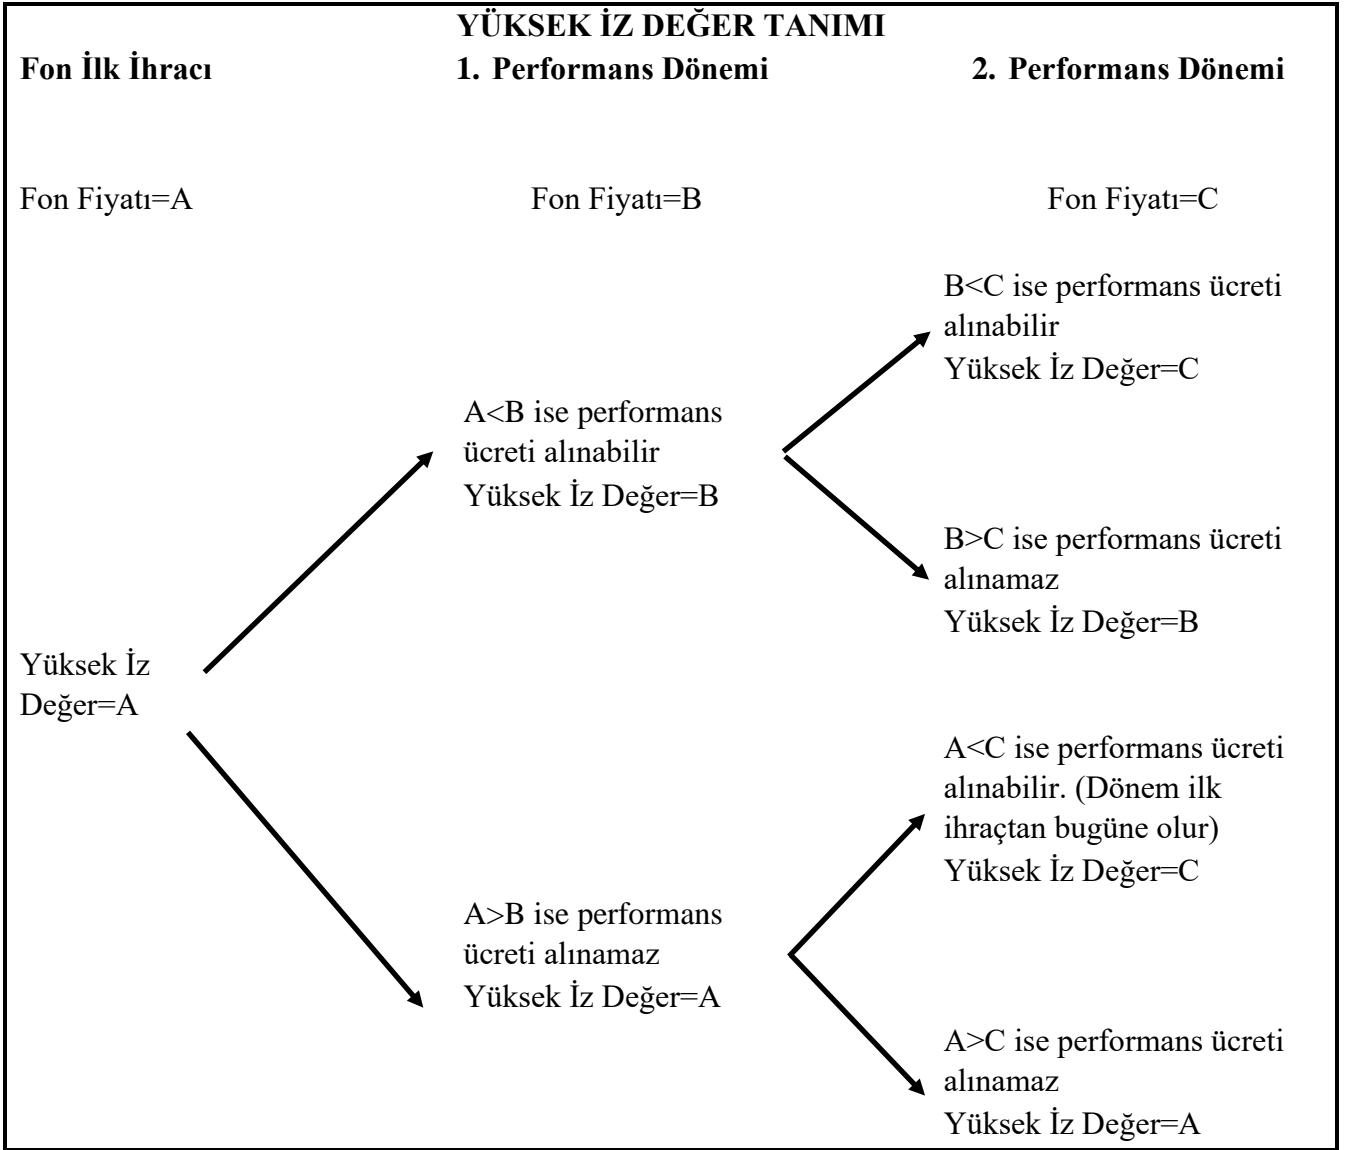 YÜKSEK İZ DEĞER TANIMI
Fon İlk İhracı
1. Performans Dönemi
2. Performans Dönemi
Fon Fiyatı=A
Fon Fiyatı=B
Fon Fiyatı=C
Yüksek İz
Değer=A
A<B ise performans
ücreti alınabilir
Yüksek İz Değer=B
B<C ise performans ücreti
alınabilir
Yüksek İz Değer=C
B>C ise performans ücreti
alınamaz
Yüksek İz Değer=B
A>B ise performans
ücreti alınamaz
Yüksek İz Değer=A
A<C ise performans ücreti
alınabilir. (Dönem ilk
ihraçtan bugüne olur)
Yüksek İz Değer=C
A>C ise performans ücreti
alınamaz
Yüksek İz Değer=A